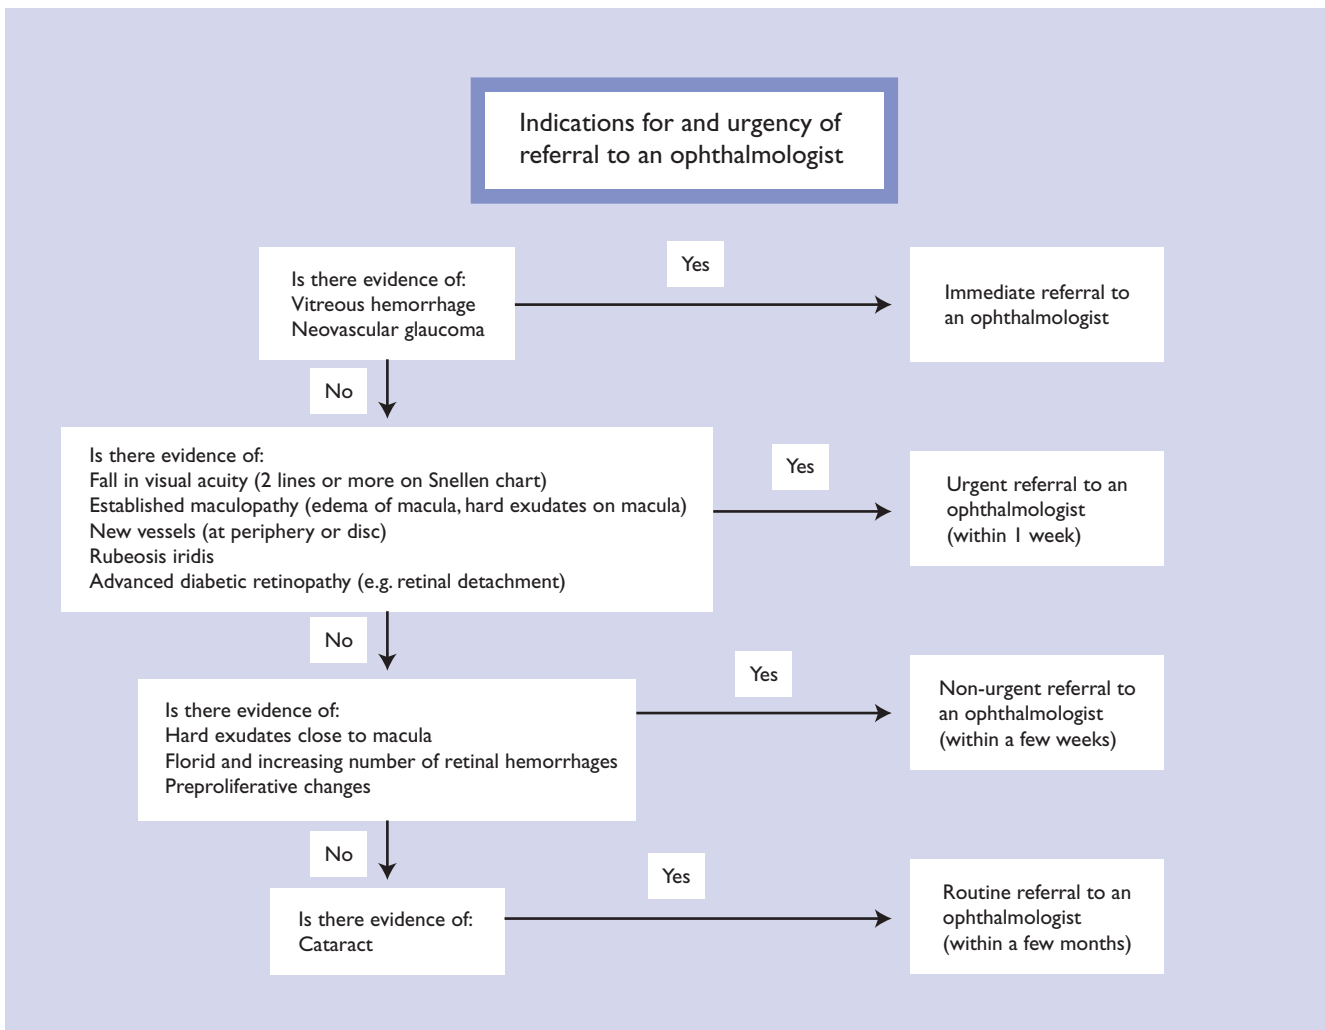 Indications for and urgency of
referral to an ophthalmologist
Is there evidence of:
Vitreous hemorrhage
Neovascular glaucoma
Yes
Immediate referral to
an ophthalmologist
No
Is there evidence of:
Fall in visual acuity (2 lines or more on Snellen chart)
Established maculopathy (edema of macula, hard exudates on macula)
New vessels (at periphery or disc)
Rubeosis iridis
Advanced diabetic retinopathy (e.g. retinal detachment)
Yes
Urgent referral to an
ophthalmologist
(within 1 week)
No
Is there evidence of:
Hard exudates close to macula
Florid and increasing number of retinal hemorrhages
Preproliferative changes
Yes
Non-urgent referral to
an ophthalmologist
(within a few weeks)
No
Is there evidence of:
Cataract
Yes
Routine referral to an
ophthalmologist
(within a few months)